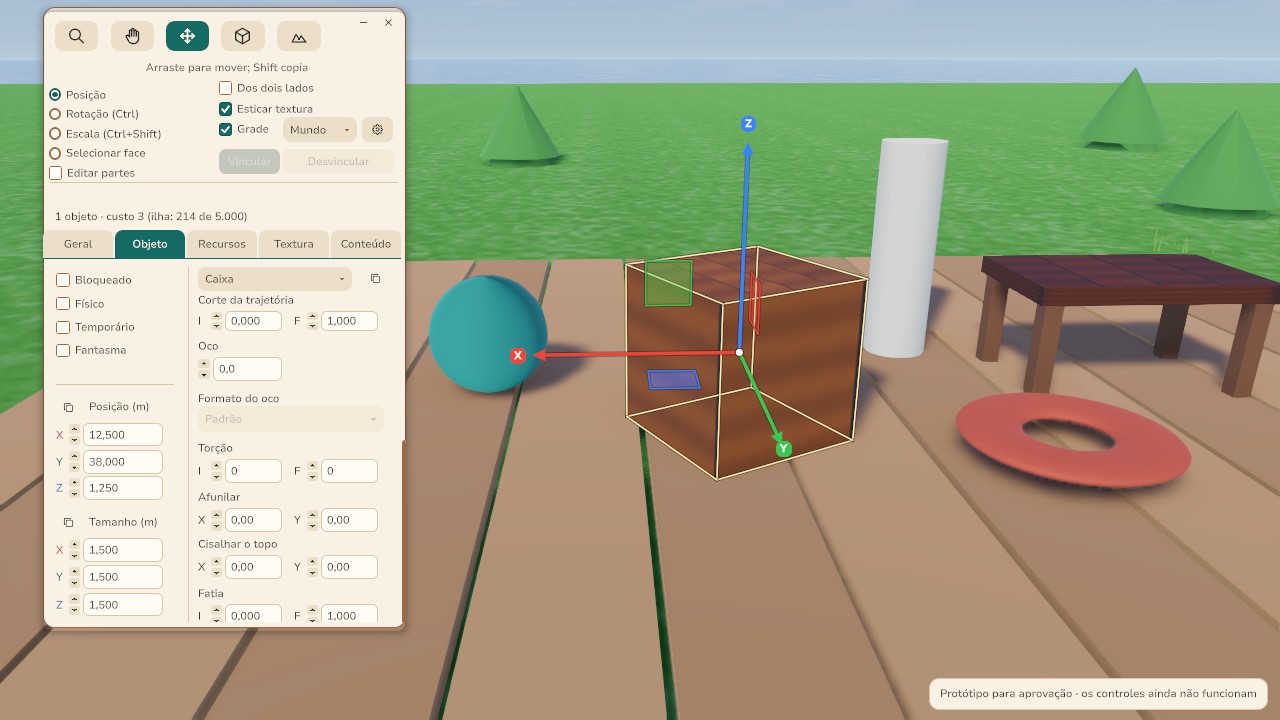 Arraste para mover; Shift copia
Posição
Rotação (Ctrl)
Escala (Ctrl+Shift)
Selecionar face
Editar partes
Dos dois lados
Esticar textura
Grade
Mundo
Vincular
Desvincular
1 objeto · custo 3 (ilha: 214 de 5.000)
Geral
Objeto
Recursos
Textura
Conteúdo
Bloqueado
Físico
Temporário
Fantasma
Posição (m)
X 12,500
Y 38,000
Z 1,250
Tamanho (m)
X 1,500
Y 1,500
Z 1,500
Caixa
Corte da trajetória
I 0,000 F 1,000
Oco
0,0
Formato do oco
Padrão
Torção
I 0 F 0
Afunilar
X 0,00 Y 0,00
Cisalhar o topo
X 0,00 Y 0,00
Fatia
I 0,000 F 1,000
Z
X
Y
Protótipo para aprovação · os controles ainda não funcionam